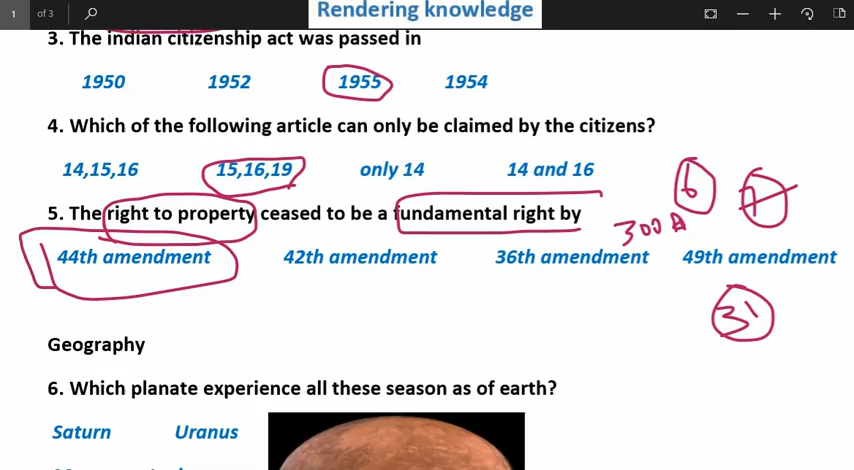 1 of 3
Rendering knowledge
3. The indian citizenship act was passed in
1950 1952 1955 1954
4. Which of the following article can only be claimed by the citizens?
14,15,16 15,16,19 only 14 14 and 16
6 7
5. The right to property ceased to be a fundamental right by
300 A
44th amendment 42th amendment 36th amendment 49th amendment
31
Geography
6. Which planate experience all these season as of earth?
Saturn Uranus